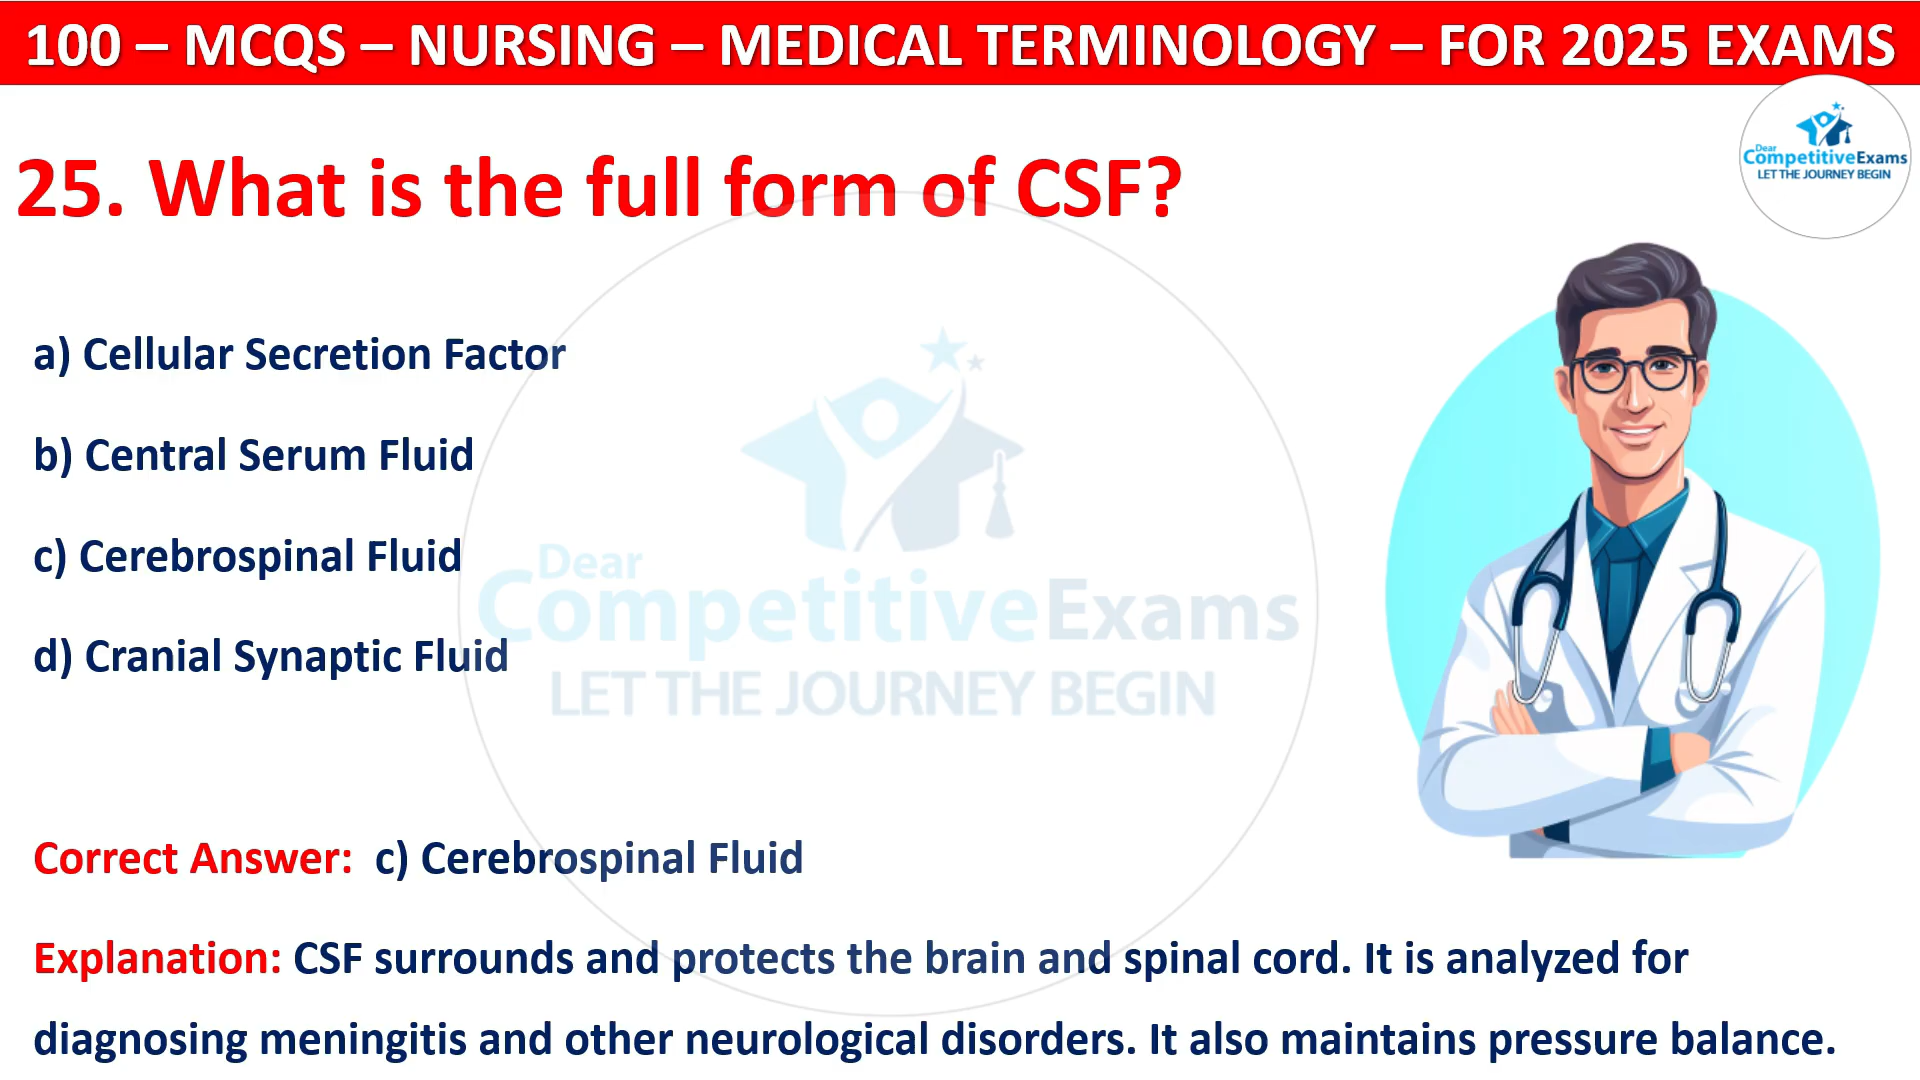 100 – MCQS – NURSING – MEDICAL TERMINOLOGY – FOR 2025 EXAMS
Dear
CompetitiveExams
LET THE JOURNEY BEGIN
25. What is the full form of CSF?
a) Cellular Secretion Factor
b) Central Serum Fluid
c) Cerebrospinal Fluid
d) Cranial Synaptic Fluid
Dear
CompetitiveExams
LET THE JOURNEY BEGIN
Correct Answer: c) Cerebrospinal Fluid
Explanation: CSF surrounds and protects the brain and spinal cord. It is analyzed for
diagnosing meningitis and other neurological disorders. It also maintains pressure balance.